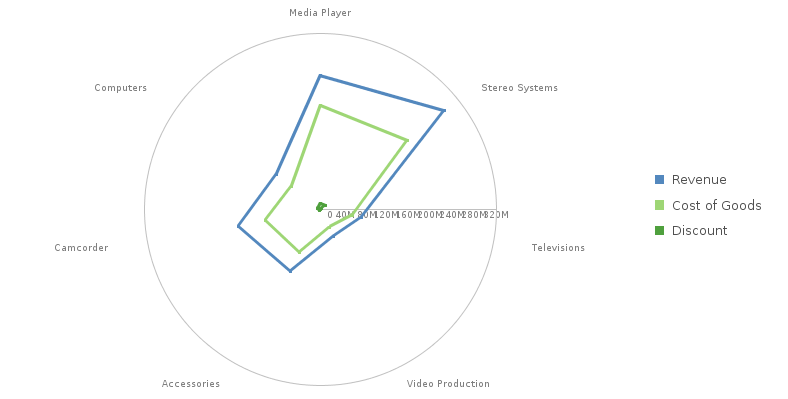 Media Player
Computers
Stereo Systems
Revenue
Cost of Goods
0 40M 80M 120M 160M 200M 240M 280M 320M
Discount
Camcorder
Televisions
Accessories
Video Production